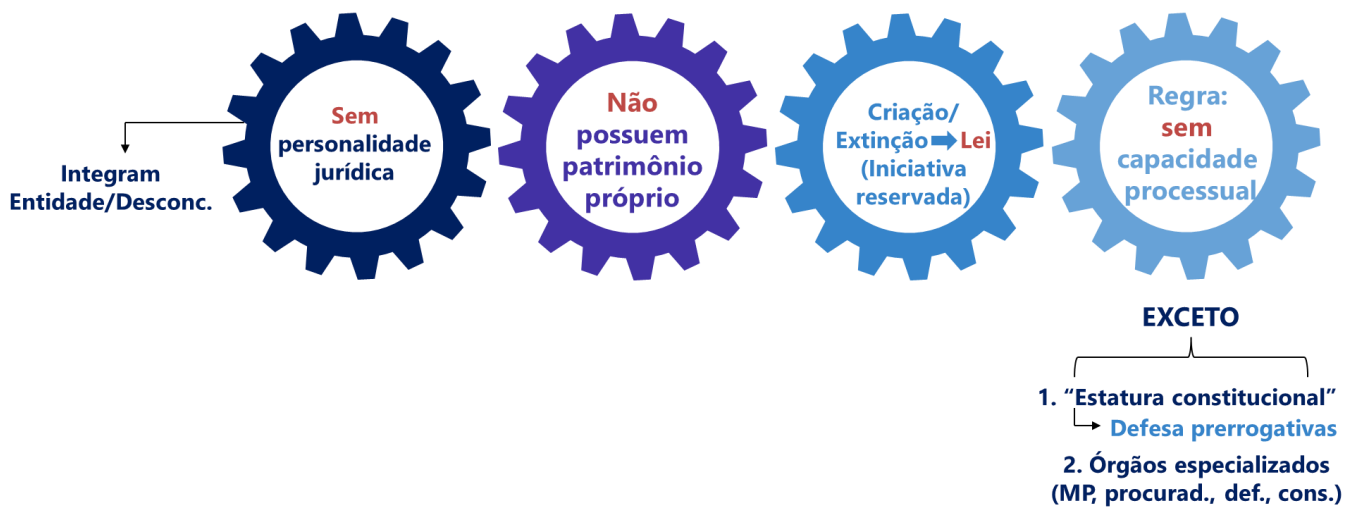 Sem
personalidade
jurídica
Integram
Entidade/Desconc.
Não
possuem
patrimônio
próprio
Criação/
Extinção Lei
(Iniciativa
reservada)
Regra:
sem
capacidade
processual
EXCETO
1. “Estatura constitucional”
Defesa prerrogativas
2. Órgãos especializados
(MP, procurad., def., cons.)